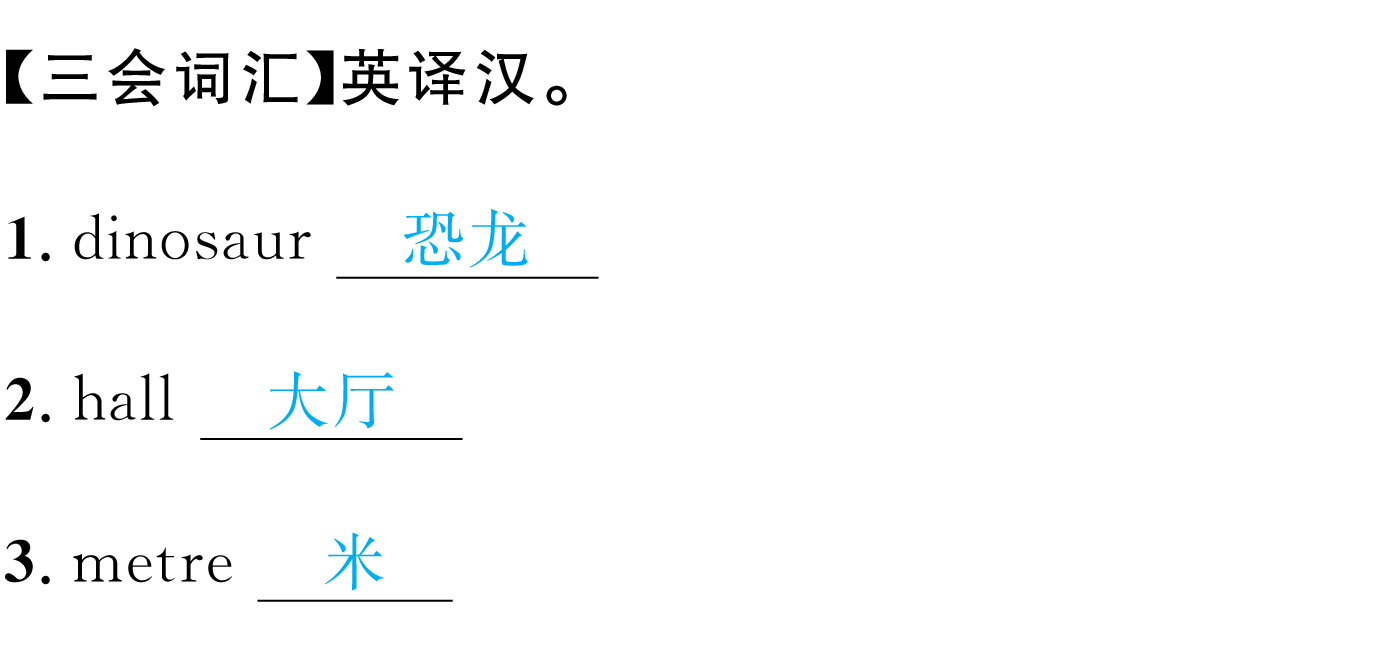 【三会词汇】英译汉。
1. dinosaur 恐龙
2. hall 大厅
3. metre 米